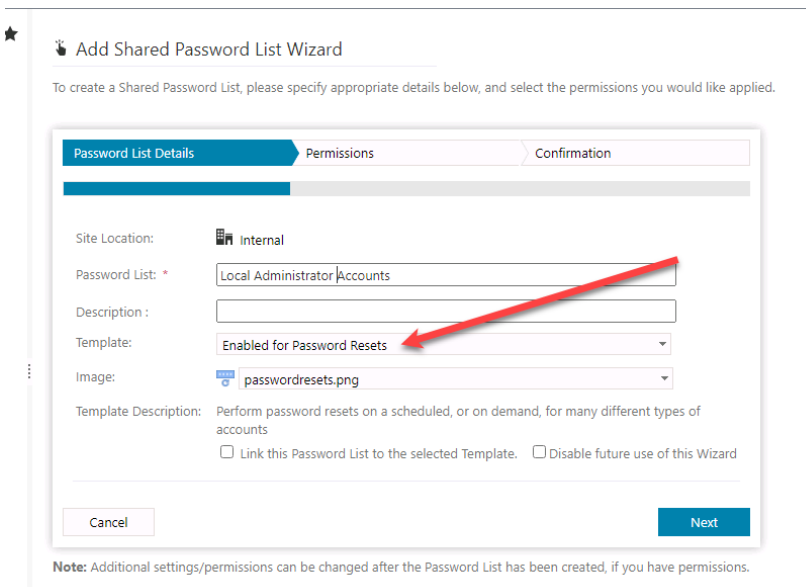 Add Shared Password List Wizard
To create a Shared Password List, please specify appropriate details below, and select the permissions you would like applied.
Password List Details Permissions Confirmation
Site Location: Internal
Password List: * Local Administrator Accounts
Description :
Template: Enabled for Password Resets
Image: passwordresets.png
Template Description: Perform password resets on a scheduled, or on demand, for many different types of
accounts
Link this Password List to the selected Template. Disable future use of this Wizard
Cancel Next
Note: Additional settings/permissions can be changed after the Password List has been created, if you have permissions.